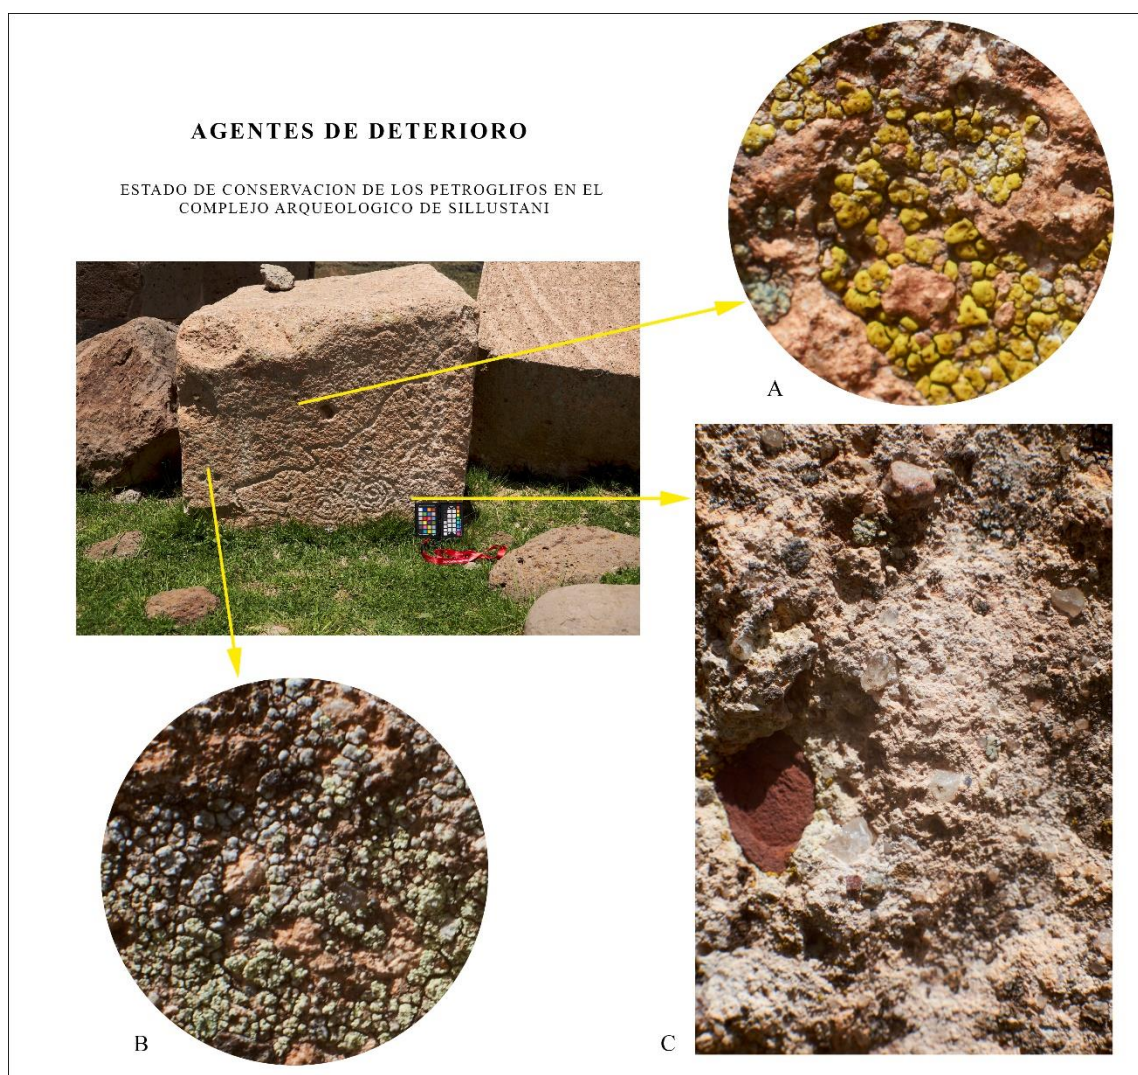 AGENTES DE DETERIORO
ESTADO DE CONSERVACION DE LOS PETROGLIFOS EN EL
COMPLEJO ARQUEOLOGICO DE SILLUSTANI
A
B
C